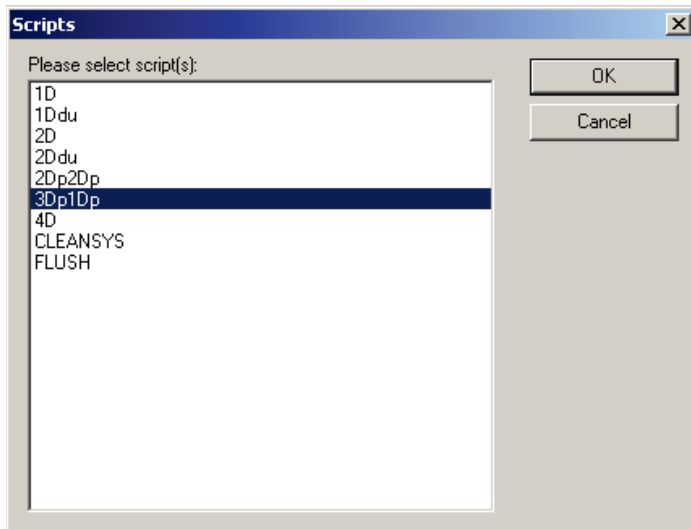 Scripts
Please select script(s):
OK
Cancel
1D
1Ddu
2D
2Ddu
2Dp2Dp
3Dp1Dp
4D
CLEANSYS
FLUSH